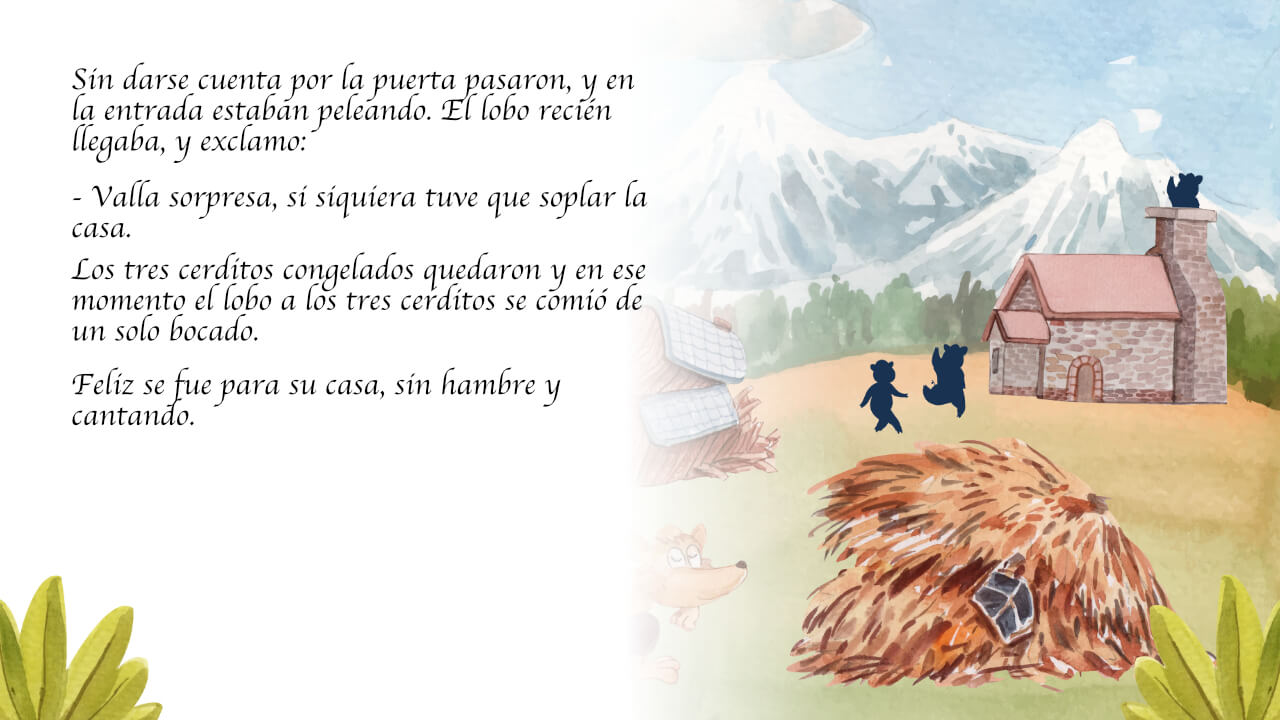 Sin darse cuenta por la puerta pasaron, y en
la entrada estaban peleando. El lobo recién
llegaba, y exclamo:
- Valla sorpresa, si siquiera tuve que soplar la
casa.
Los tres cerditos congelados quedaron y en ese
momento el lobo a los tres cerditos se comió de
un solo bocado.
Feliz se fue para su casa, sin hambre y
cantando.